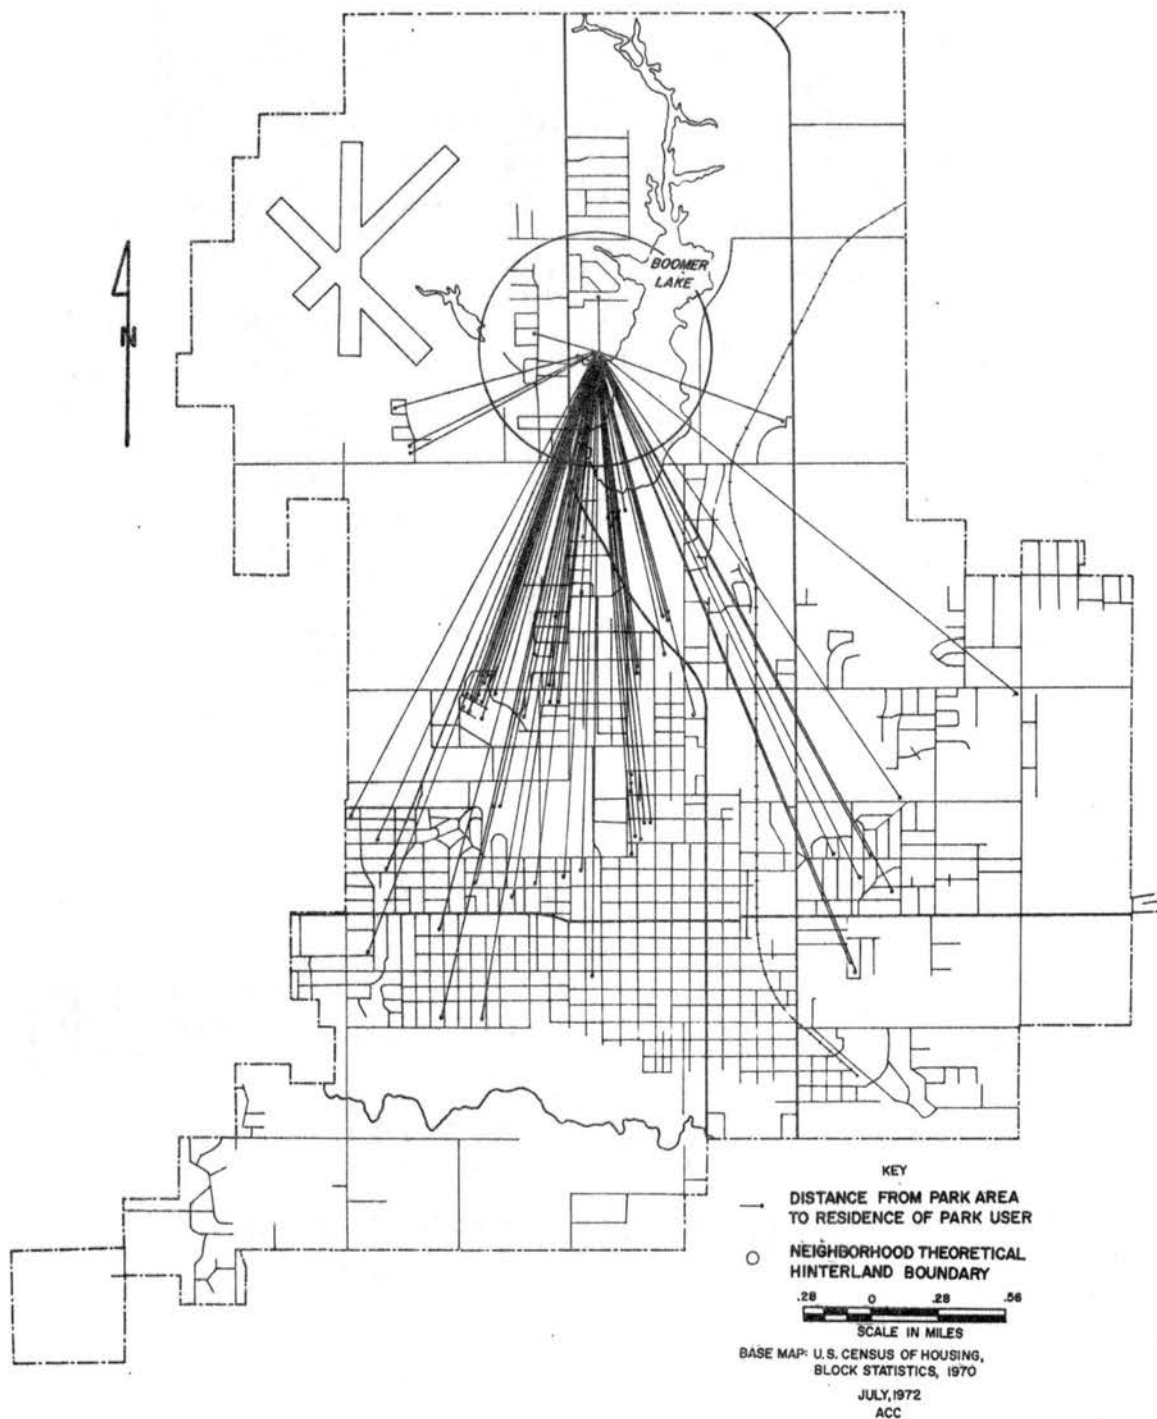 BOOMER
LAKE
N
KEY
DISTANCE FROM PARK AREA
TO RESIDENCE OF PARK USER
NEIGHBORHOOD THEORETICAL
HINTERLAND BOUNDARY
.28 0 .28 .56
SCALE IN MILES
BASE MAP: U.S. CENSUS OF HOUSING,
BLOCK STATISTICS, 1970
JULY, 1972
ACC